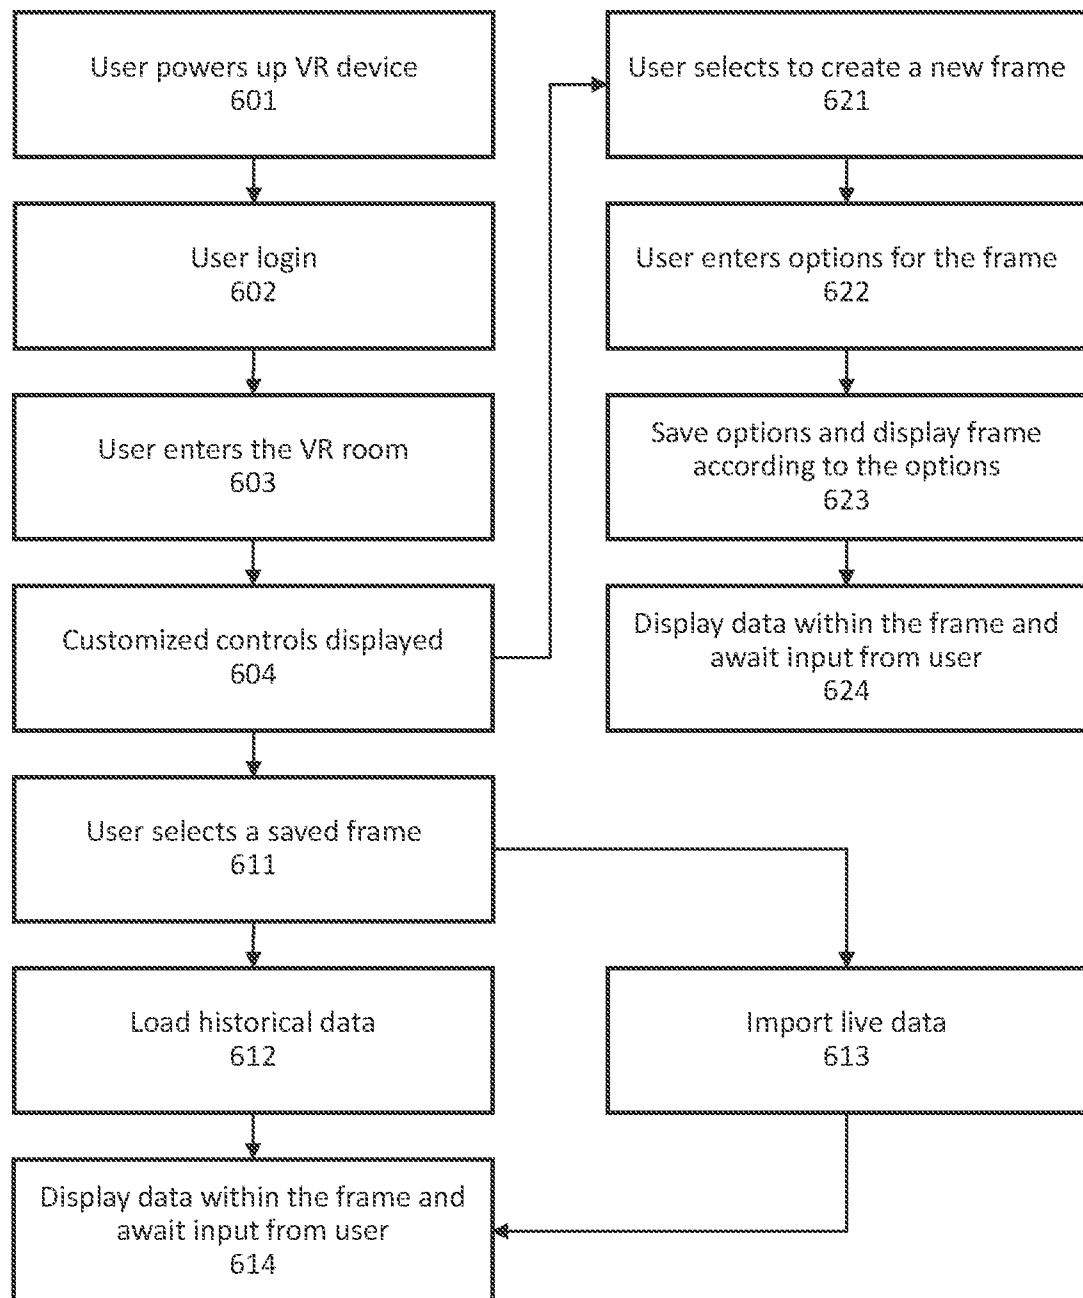 User powers up VR device
601
User login
602
User enters the VR room
603
Customized controls displayed
604
User selects a saved frame
611
Load historical data
612
Display data within the frame and
await input from user
614
User selects to create a new frame
621
User enters options for the frame
622
Save options and display frame
according to the options
623
Display data within the frame and
await input from user
624
Import live data
613